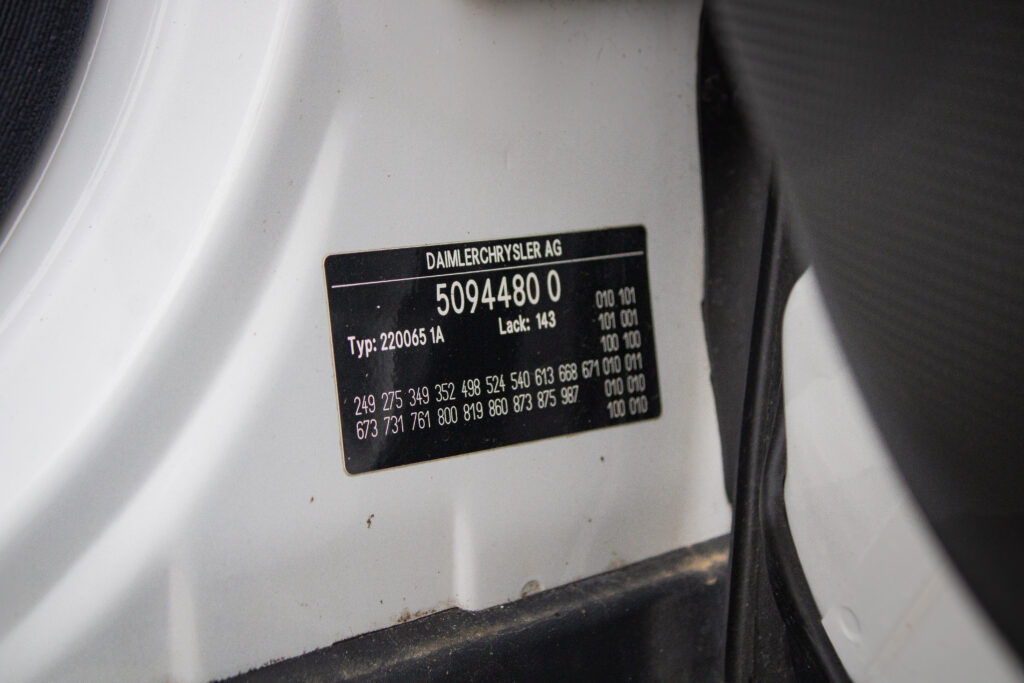 DAIMLERCHRYSLER AG
5094480 0
Typ: 220065 1A
Lack: 143
010 101
101 001
100 100
249 275 349 352 498 524 540 613 668 671 010 011
673 731 761 800 819 860 873 875 987 010 010
100 010